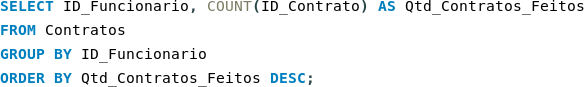 SELECT ID_Funcionario, COUNT(ID_Contrato) AS Qtd_Contratos_Feitos
FROM Contratos
GROUP BY ID_Funcionario
ORDER BY Qtd_Contratos_Feitos DESC;